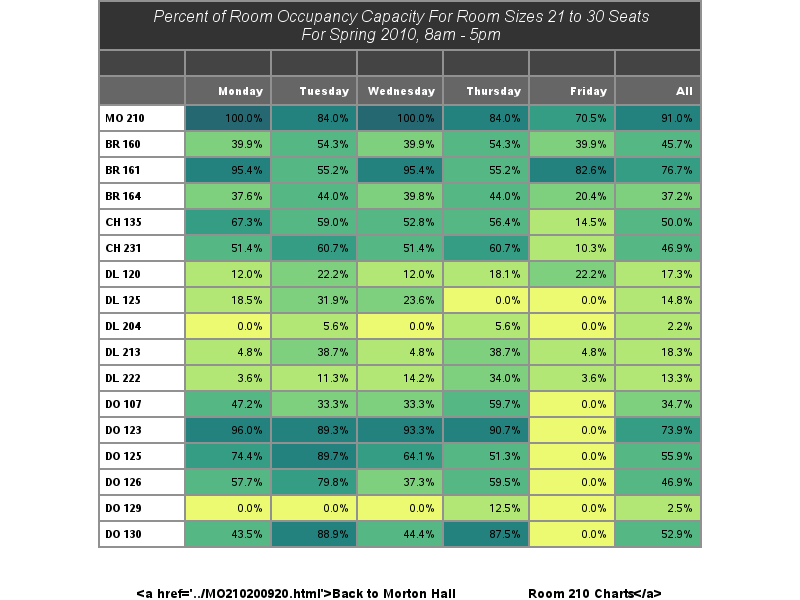 Percent of Room Occupancy Capacity For Room Sizes 21 to 30 Seats
For Spring 2010, 8am - 5pm
Monday Tuesday Wednesday Thursday Friday All
MO 210 100.0% 84.0% 100.0% 84.0% 70.5% 91.0%
BR 160 39.9% 54.3% 39.9% 54.3% 39.9% 45.7%
BR 161 95.4% 55.2% 95.4% 55.2% 82.6% 76.7%
BR 164 37.6% 44.0% 39.8% 44.0% 20.4% 37.2%
CH 135 67.3% 59.0% 52.8% 56.4% 14.5% 50.0%
CH 231 51.4% 60.7% 51.4% 60.7% 10.3% 46.9%
DL 120 12.0% 22.2% 12.0% 18.1% 22.2% 17.3%
DL 125 18.5% 31.9% 23.6% 0.0% 0.0% 14.8%
DL 204 0.0% 5.6% 0.0% 5.6% 0.0% 2.2%
DL 213 4.8% 38.7% 4.8% 38.7% 4.8% 18.3%
DL 222 3.6% 11.3% 14.2% 34.0% 3.6% 13.3%
DO 107 47.2% 33.3% 33.3% 59.7% 0.0% 34.7%
DO 123 96.0% 89.3% 93.3% 90.7% 0.0% 73.9%
DO 125 74.4% 89.7% 64.1% 51.3% 0.0% 55.9%
DO 126 57.7% 79.8% 37.3% 59.5% 0.0% 46.9%
DO 129 0.0% 0.0% 0.0% 12.5% 0.0% 2.5%
DO 130 43.5% 88.9% 44.4% 87.5% 0.0% 52.9%
<a href='../MO210200920.html'>Back to Morton Hall Room 210 Charts</a>